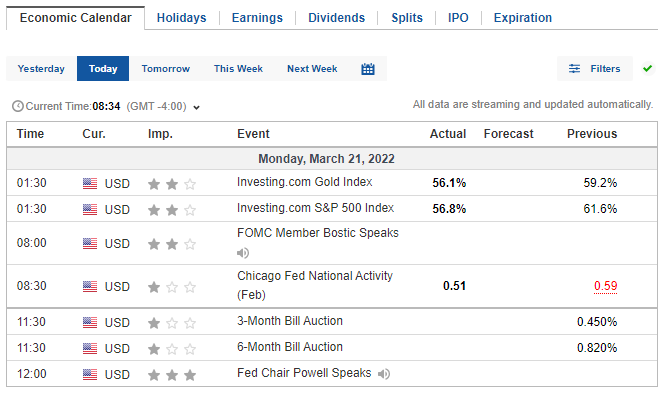 Economic Calendar Holidays Earnings Dividends Splits IPO Expiration
Yesterday Today Tomorrow This Week Next Week Filters
Current Time:08:34 (GMT -4:00) All data are streaming and updated automatically.
Time Cur. Imp. Event Actual Forecast Previous
Monday, March 21, 2022
01:30 USD Investing.com Gold Index 56.1% 59.2%
01:30 USD Investing.com S&P 500 Index 56.8% 61.6%
08:00 USD FOMC Member Bostic Speaks
08:30 USD Chicago Fed National Activity 0.51 0.59
(Feb)
11:30 USD 3-Month Bill Auction 0.450%
11:30 USD 6-Month Bill Auction 0.820%
12:00 USD Fed Chair Powell Speaks